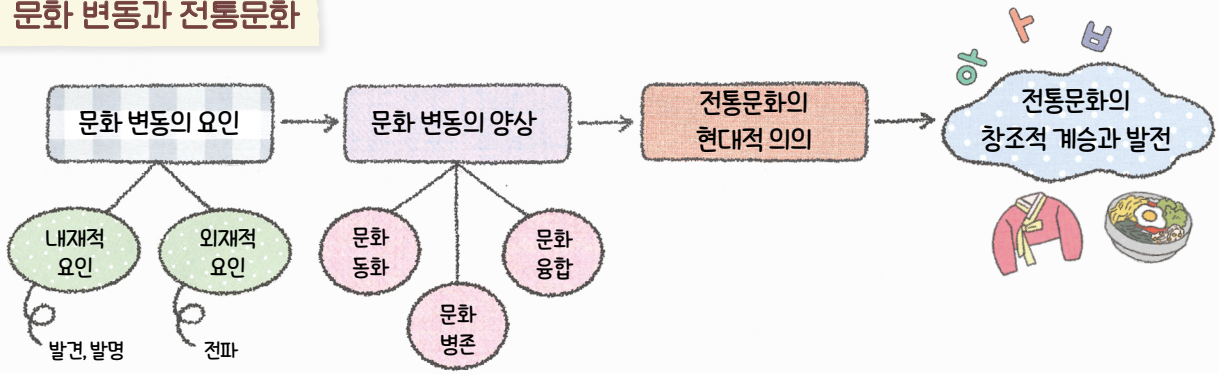 문화 변동과 전통문화
문화 변동의 요인
문화 변동의 양상
전통문화의
현대적 의의
전통문화의
창조적 계승과 발전
ㅏ
ㅂ
ㅇ
내재적
요인
외재적
요인
문화
동화
문화
병존
문화
융합
발견, 발명
전파